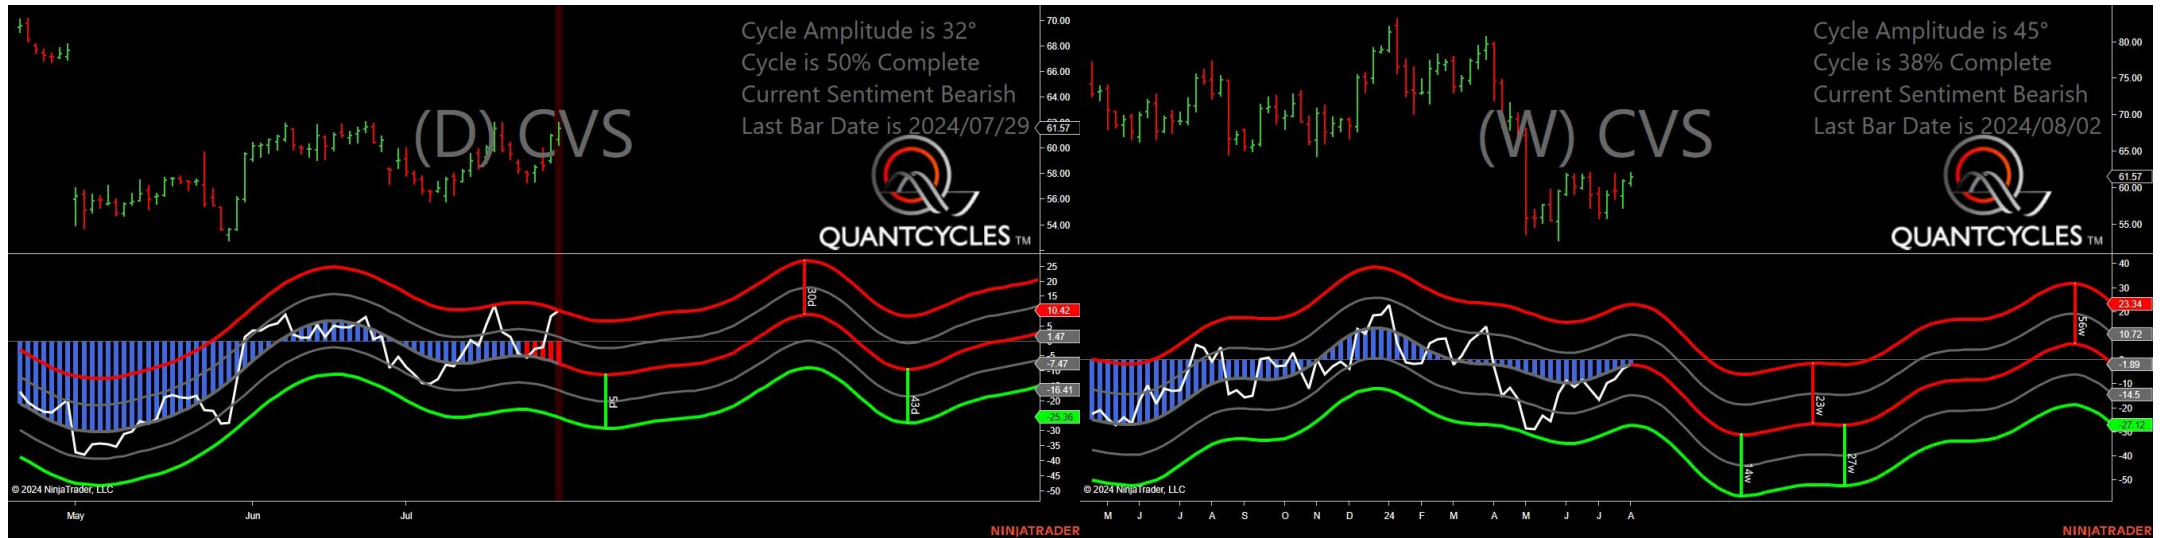 Cycle Amplitude is 32°
Cycle is 50% Complete
Current Sentiment Bearish
Last Bar Date is 2024/07/29
(D) CVS
QUANTCYCLES TM
70.00
68.00
66.00
64.00
61.57
60.00
58.00
56.00
54.00
25
20
15
10.42
5
1.47
-5
-7.47
-10
-16.41
-20
-25.36
-30
-35
-40
-45
-50
5d
30d
43d
© 2024 NinjaTrader, LLC
May Jun Jul
NINJATRADER
Cycle Amplitude is 45°
Cycle is 38% Complete
Current Sentiment Bearish
Last Bar Date is 2024/08/02
(W) CVS
QUANTCYCLES TM
80.00
75.00
70.00
65.00
61.57
60.00
55.00
40
30
23.34
20
10.72
-1.89
-10
-14.5
-20
-27.12
-40
-50
14w
23w
27w
56w
© 2024 NinjaTrader, LLC
M J J A S O N D 24 F M A M J J A
NINJATRADER